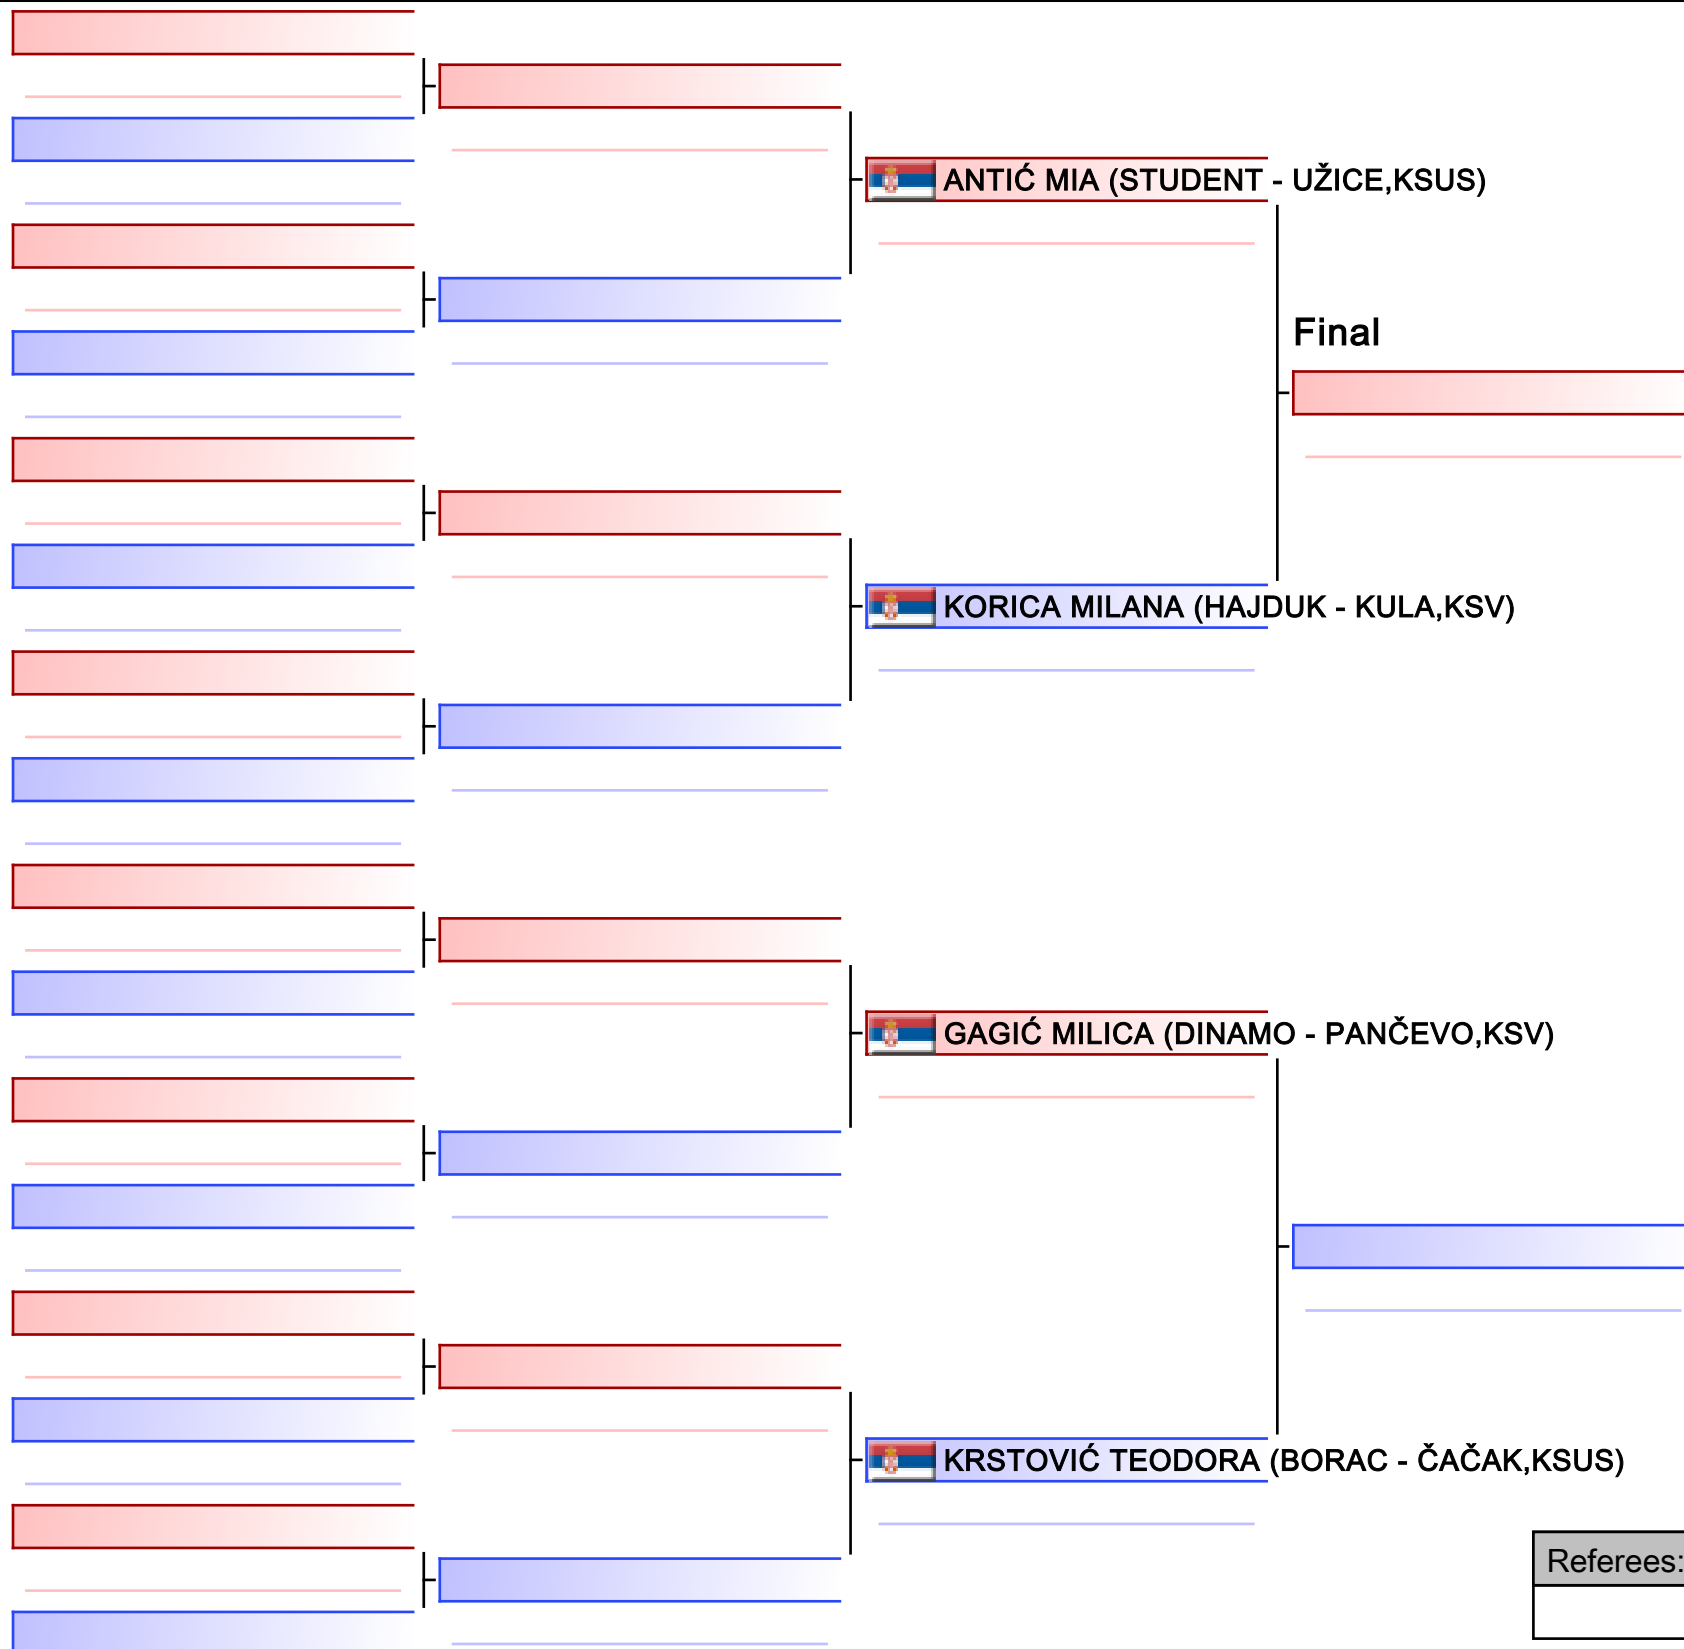 ANTIĆ MIA (STUDENT - UŽICE,KSUS)
Final
KORICA MILANA (HAJDUK - KULA,KSV)
GAGIĆ MILICA (DINAMO - PANČEVO,KSV)
KRSTOVIĆ TEODORA (BORAC - ČAČAK,KSUS)
Referees: